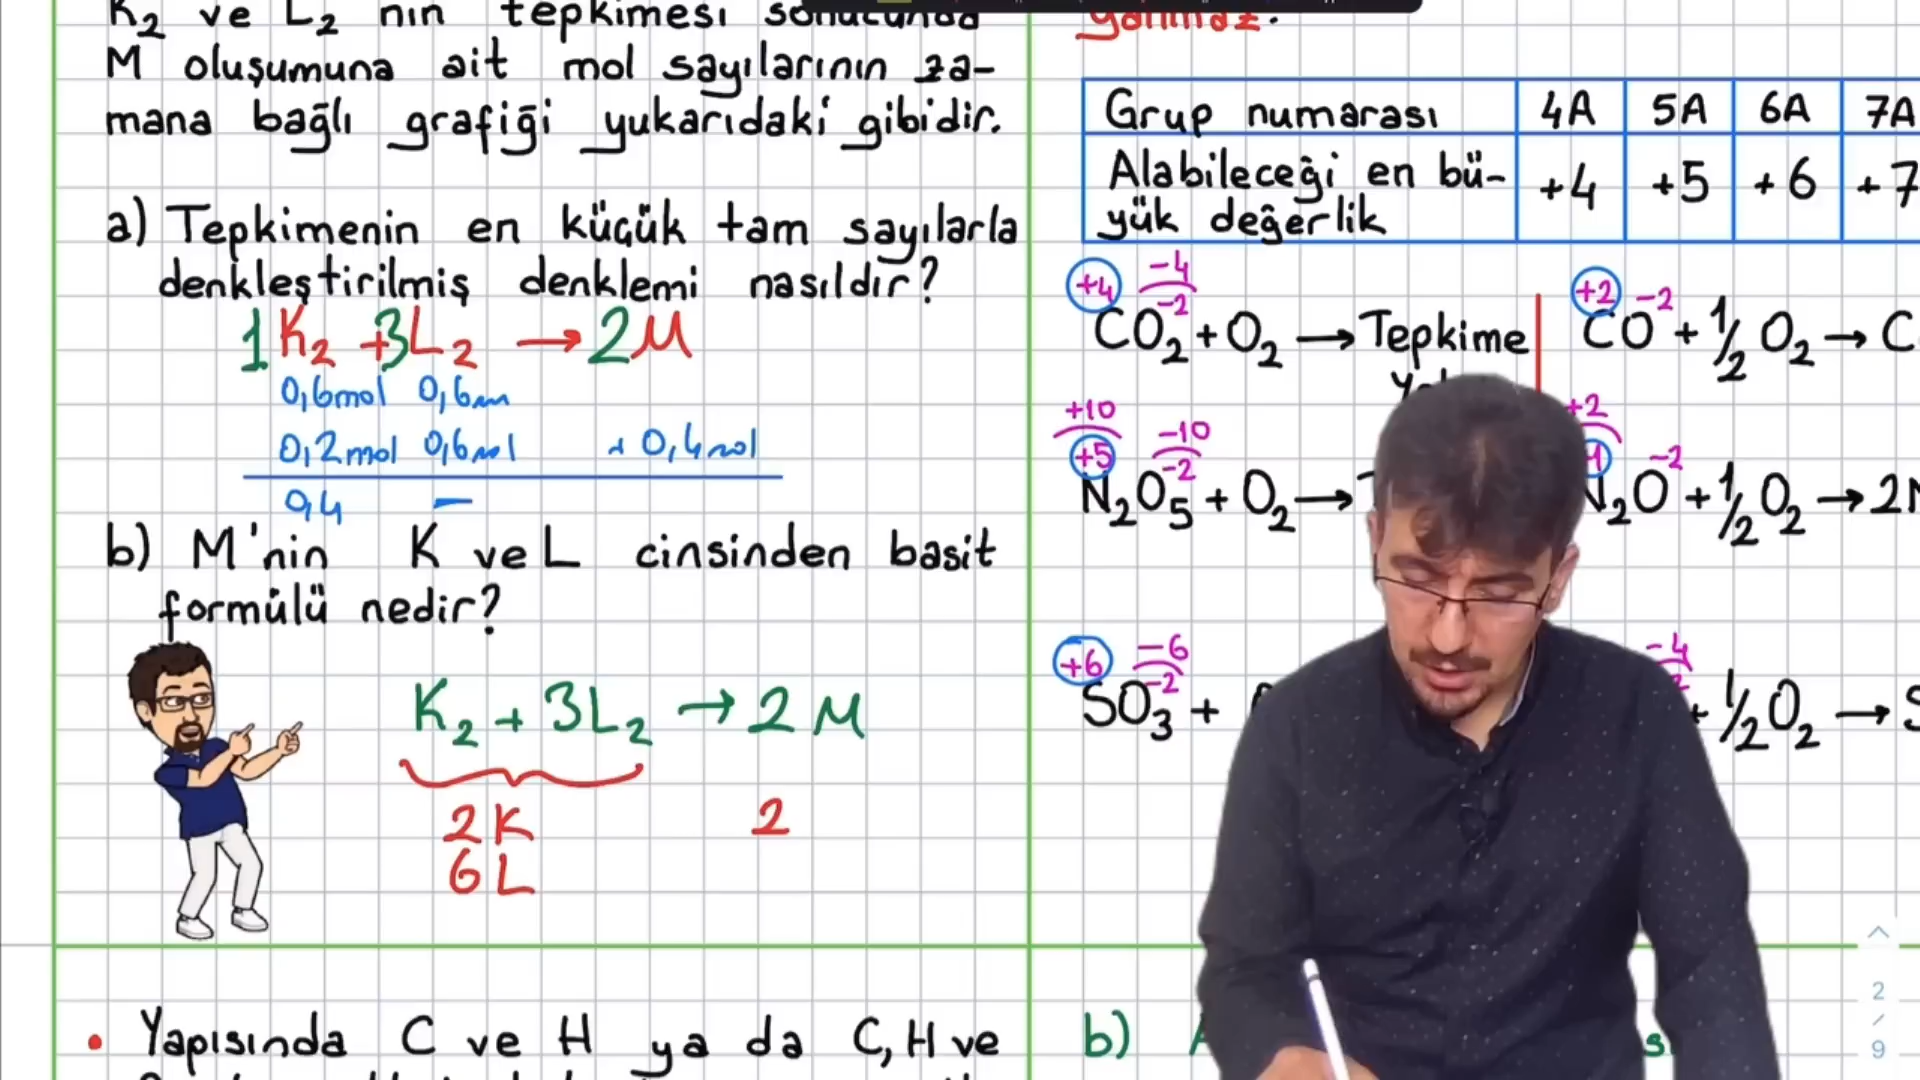 K₂ ve L₂ nin tepkimesi sonucunda
M oluşumuna ait mol sayılarının za-
mana bağlı grafiği yukarıdaki gibidir.
a) Tepkimenin en küçük tam sayılarla
denkleştirilmiş denklemi nasıldır?
1K₂ + 3L₂ → 2M
0,6mol 0,6m
0,2mol 0,6mol + 0,4mol
0,4 –
b) M'nin K ve L cinsinden basit
formülü nedir?
K₂ + 3L₂ → 2M
2K 2
6L
• Yapısında C ve H ya da C, H ve
yanmaz.
Grup numarası 4A 5A 6A 7A
Alabileceği en bü- +4 +5 +6 +7
yük değerlik
+4 -4 -2
CO₂ + O₂ → Tepkime
+2 -2
CO + 1/2 O₂ → C
+10 -10
+5 -2
N₂O₅ + O₂ →
+2
-2
N₂O + 1/2 O₂ → 2
+6 -6 -2
SO₃ +
-4
+ 1/2 O₂ → S
b)
2
/
9